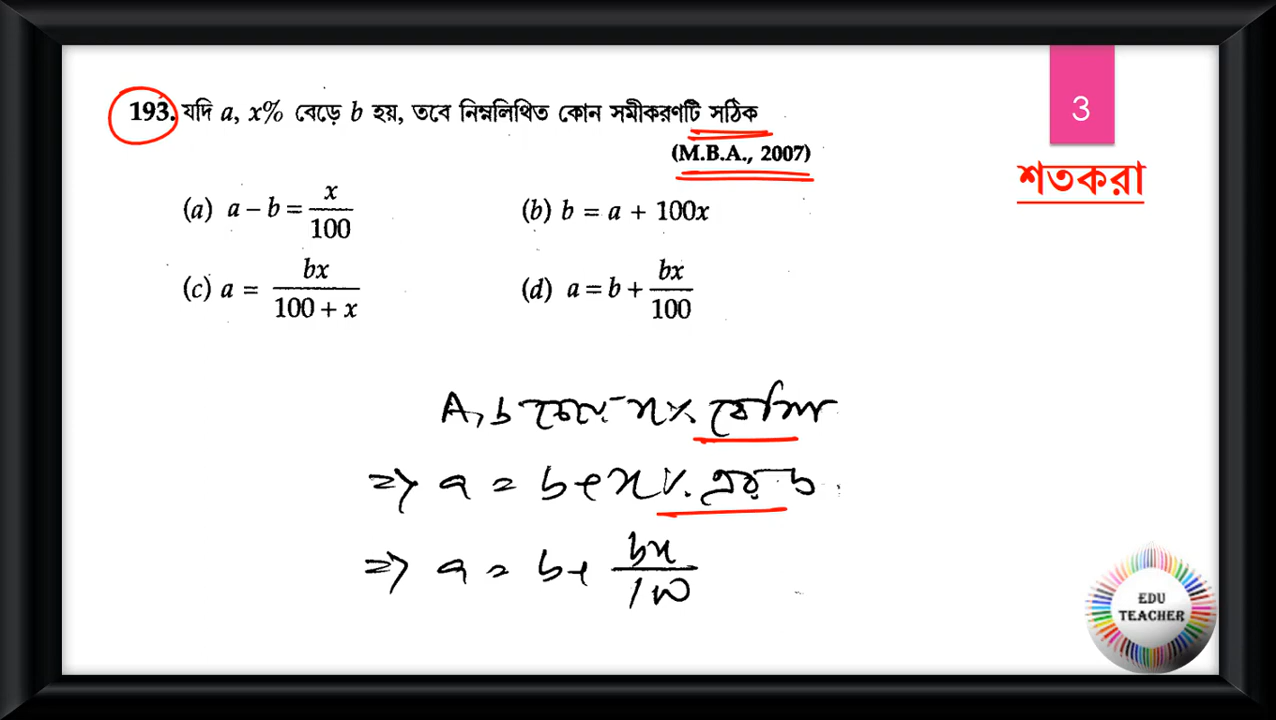 193. যদি a, x% বেড়ে b হয়, তবে নিম্নলিখিত কোন সমীকরণটি সঠিক
(M.B.A., 2007)
3
শতকরা
(a) a – b = x/100
(b) b = a + 100x
(c) a = bx/(100 + x)
(d) a = b + bx/100
A, b x% বেশি
⇒ a = b + x% এর b
⇒ a = b + bx/100
EDU
TEACHER